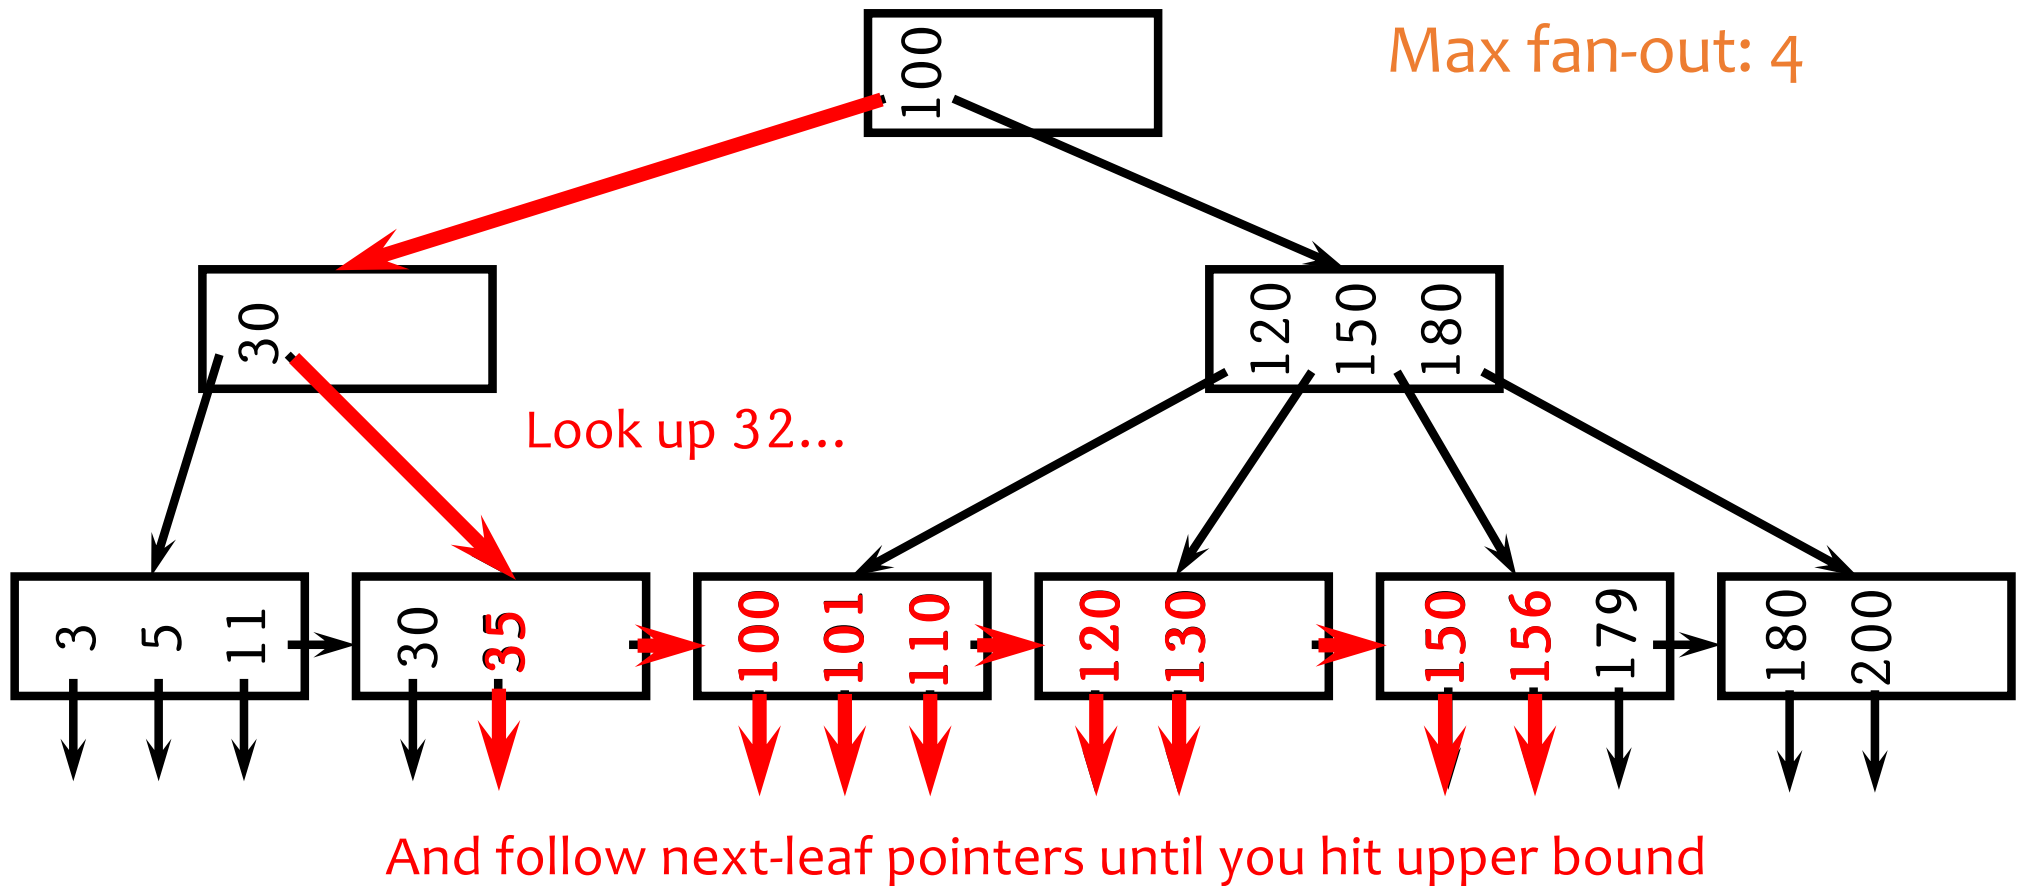 100
Max fan-out: 4
30
120 150 180
Look up 32...
3 5 11 30 35 100 101 110 120 130 150 156 179 180 200
And follow next-leaf pointers until you hit upper bound